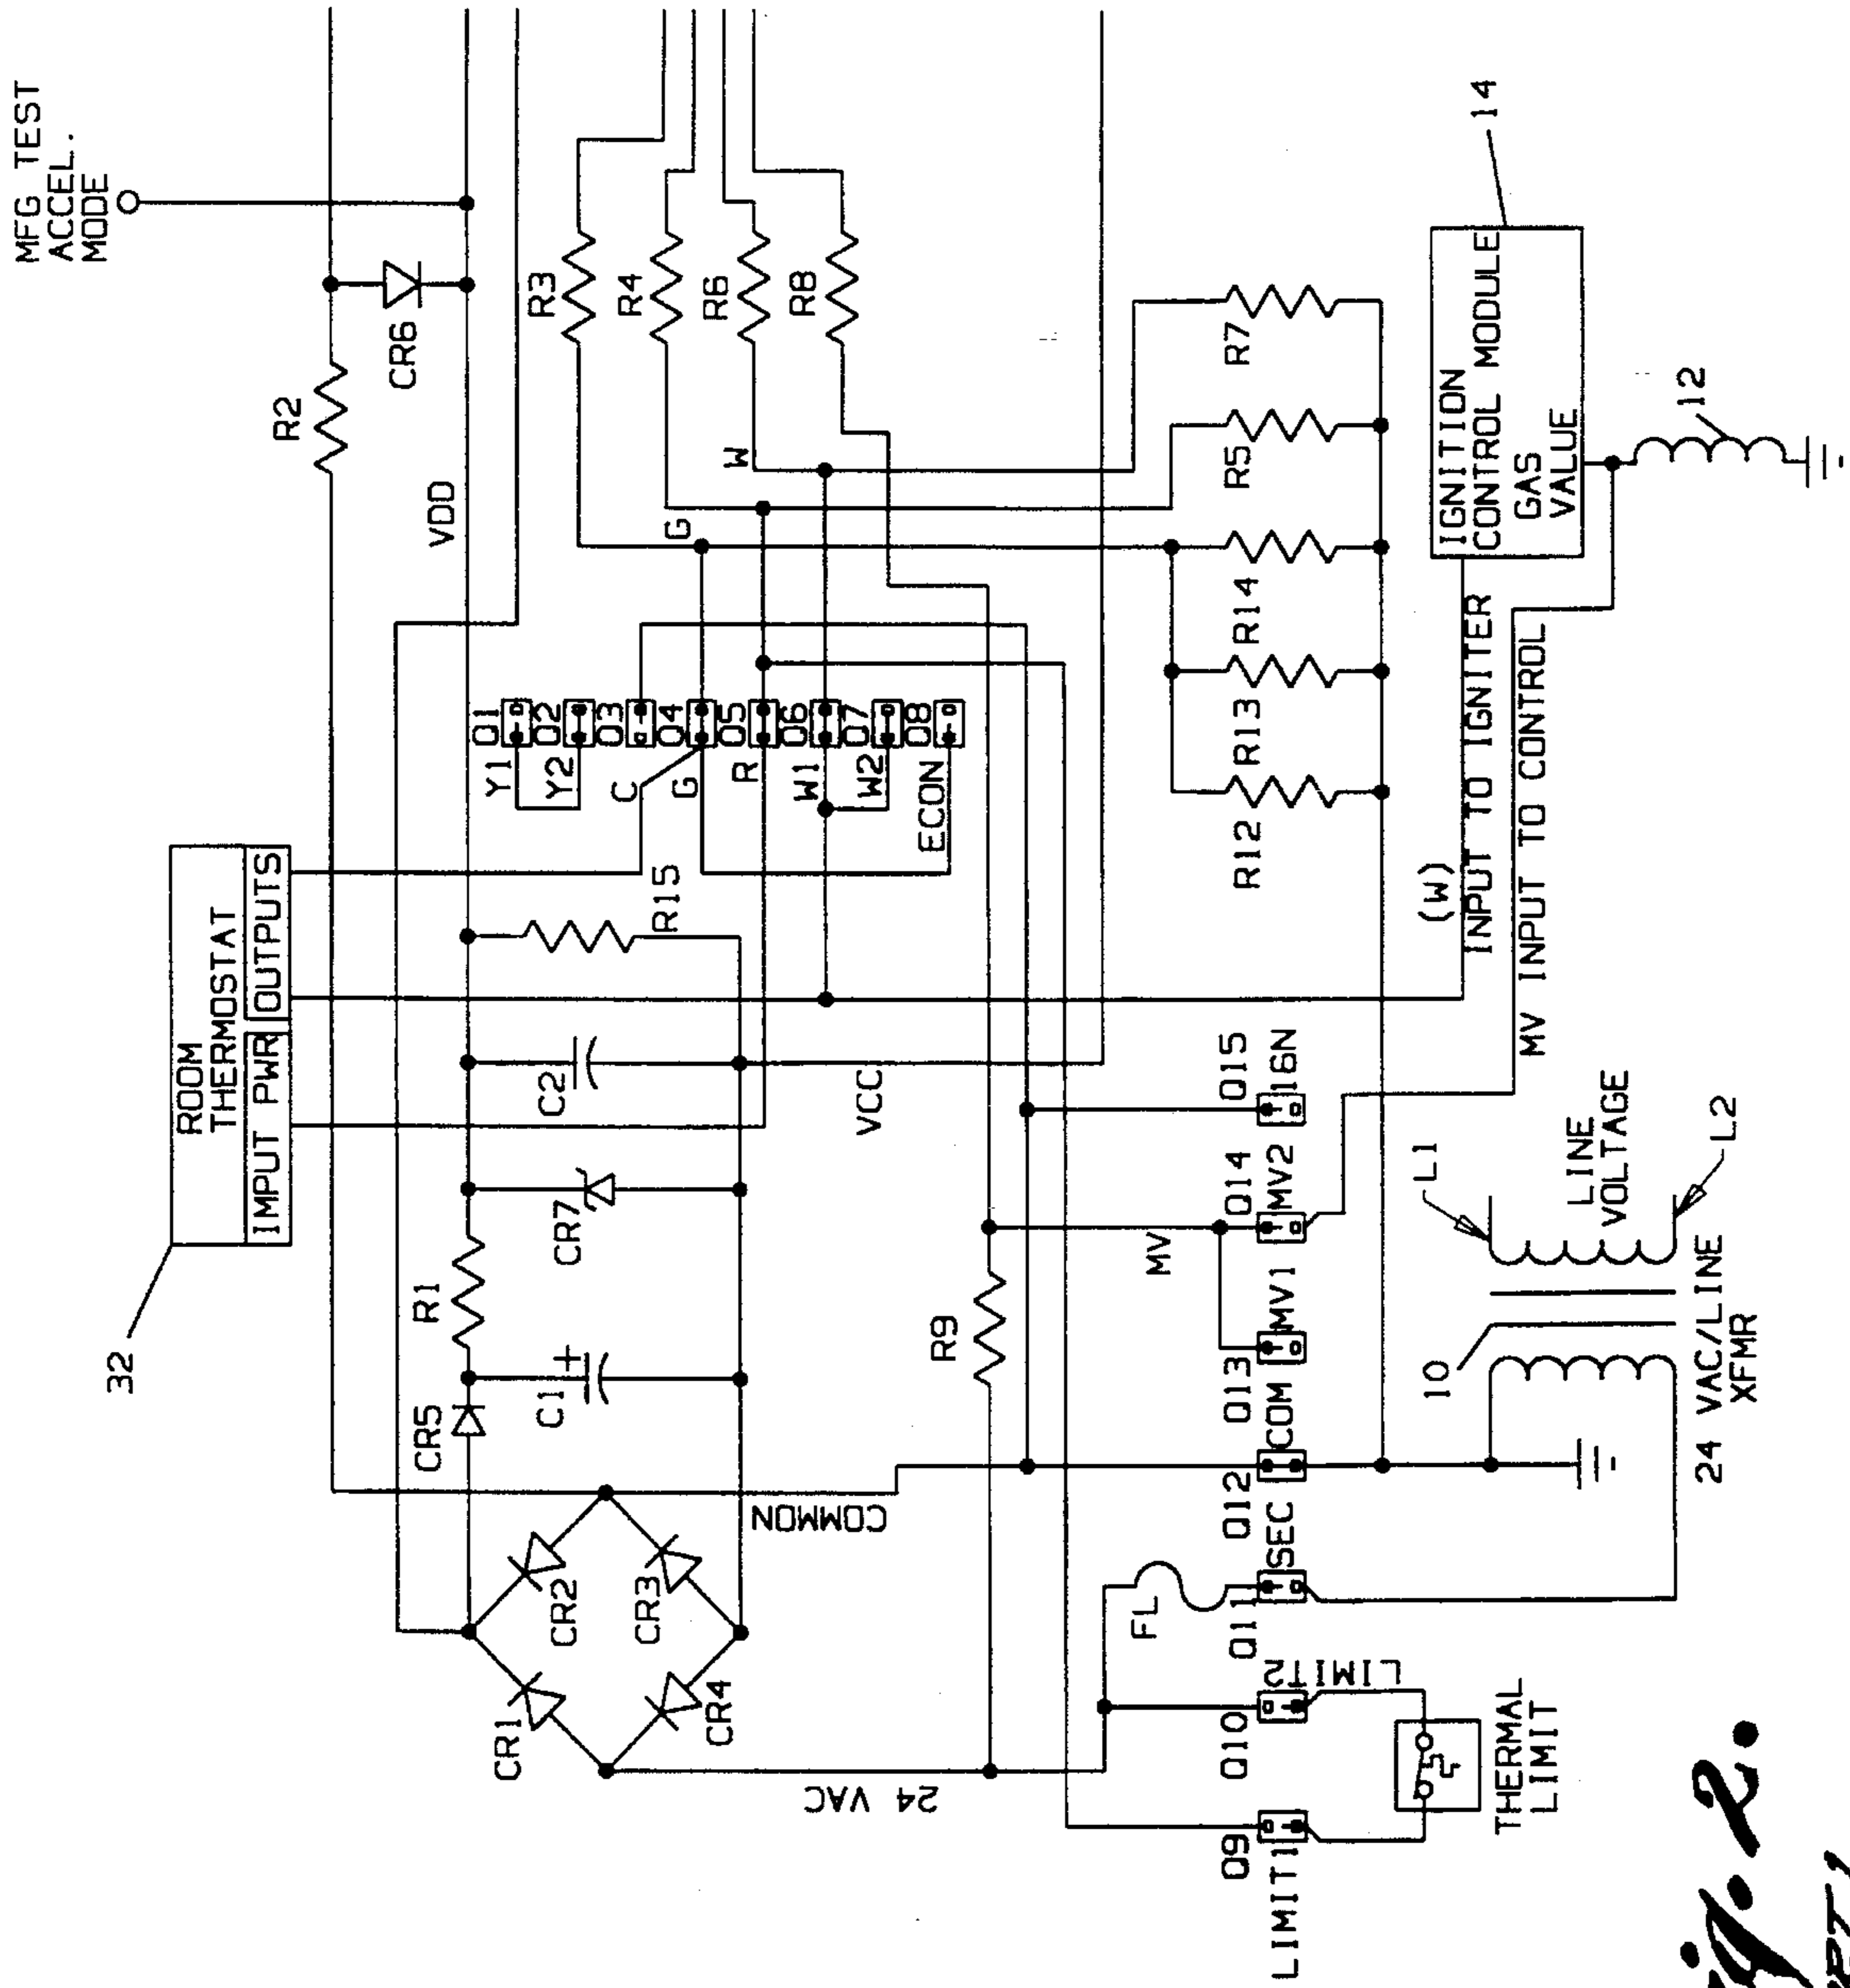 MFG TEST
ACCEL.
MODE
32
ROOM
THERMOSTAT
IMPUT PWR
OUTPUTS
R2
CR6
VDD
CR5
R1
C1
+
CR7
C2
R15
CR1
CR2
CR3
CR4
COMMON
24 VAC
VCC
Y1
Y2
C
G
R
W1
W2
ECON
Q1
Q2
Q3
Q4
Q5
Q6
Q7
Q8
G
W
R3
R4
R6
R8
R9
MV
FL
Q9
LIMIT1
Q10
LIMIT2
Q11
SEC
Q12
COM
Q13
MV1
Q14
MV2
Q15
16N
R12
R13
R14
R5
R7
THERMAL
LIMIT
10
24 VAC/LINE
XFMR
L1
LINE
VOLTAGE
L2
(W)
INPUT TO IGNITER
MV INPUT TO CONTROL
IGNITION
CONTROL MODULE
GAS
VALUE
14
12